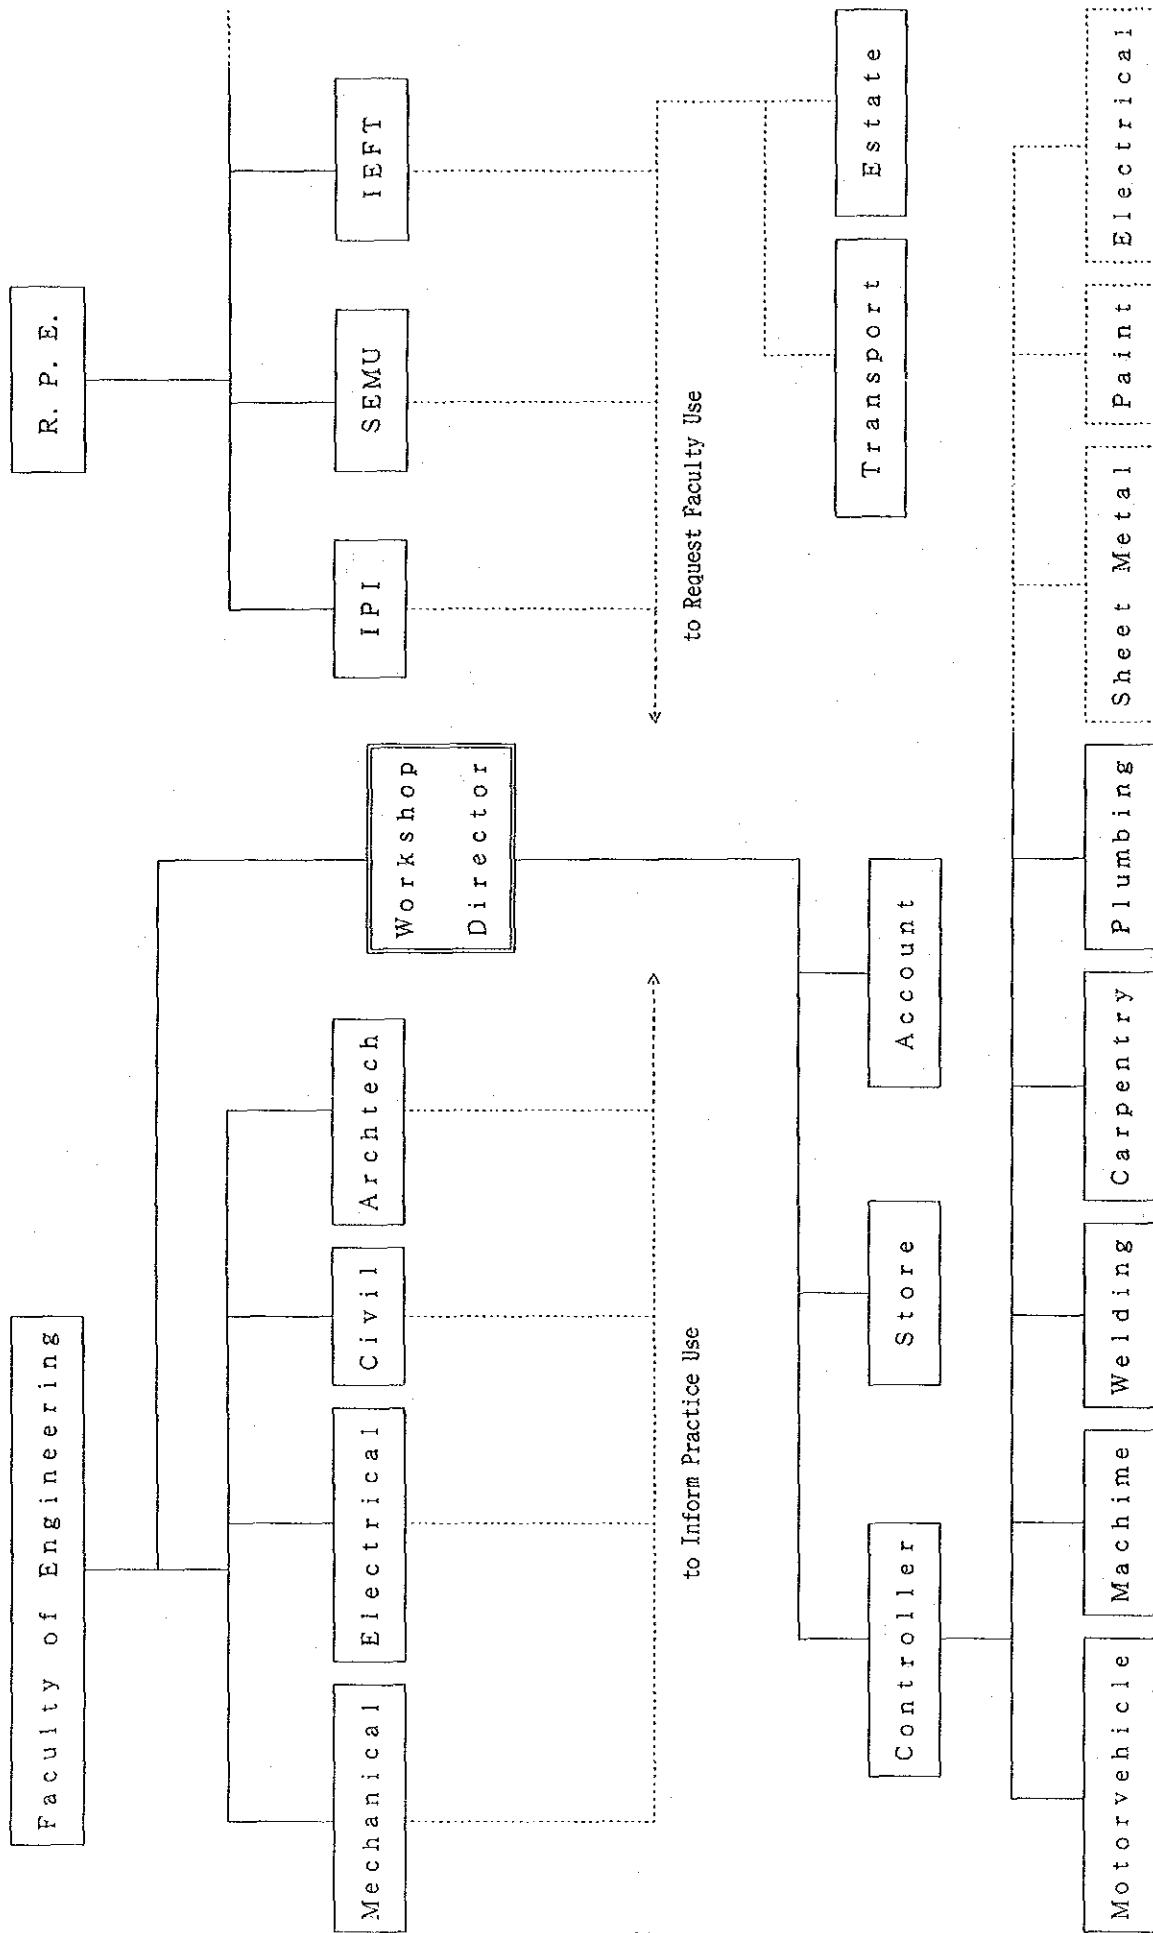 Faculty of Engineering
R. P. E.
Mechanical
Electrical
Civil
Archtech
Workshop
Director
IPI
SEMU
IEFT
to Inform Practice Use
to Request Faculty Use
Controller
Store
Account
Transport
Estate
Motorvehicle
Machime
Welding
Carpentry
Plumbing
Sheet Metal
Paint
Electrical